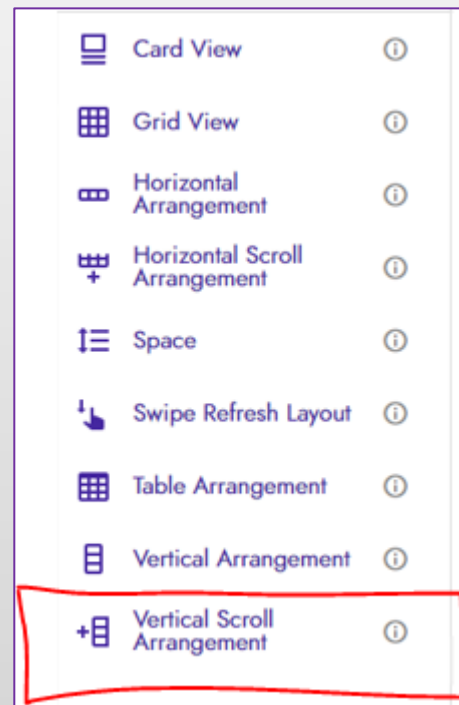 Card View
Grid View
Horizontal
Arrangement
Horizontal Scroll
Arrangement
Space
Swipe Refresh Layout
Table Arrangement
Vertical Arrangement
Vertical Scroll
Arrangement